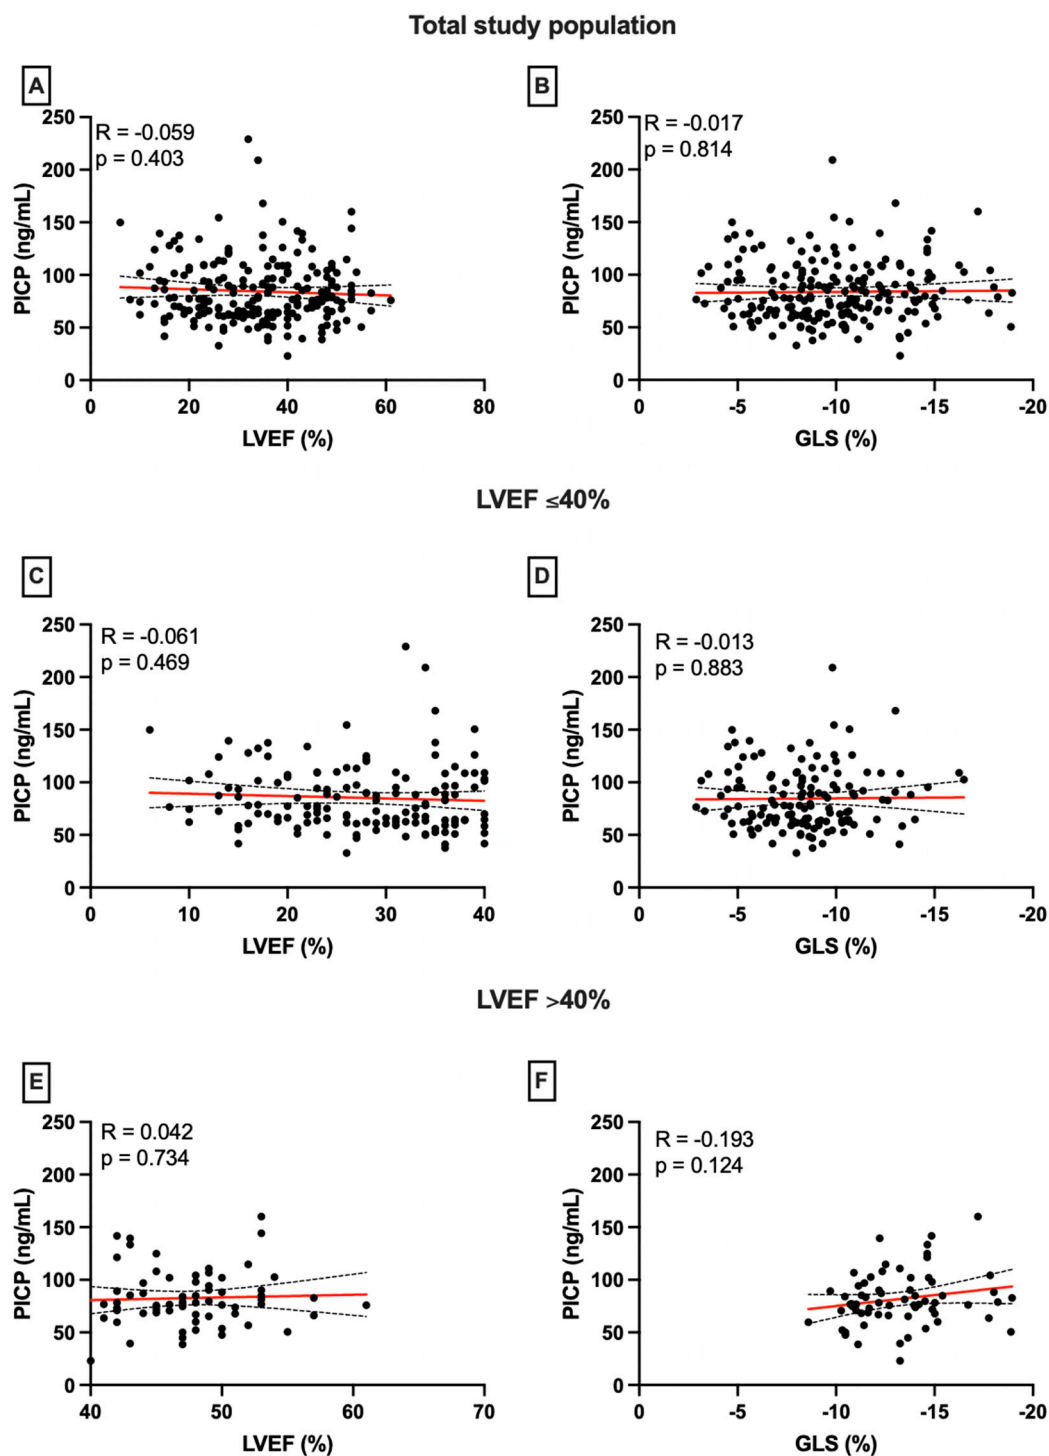 Total study population
A
B
R = -0.059
p = 0.403
R = -0.017
p = 0.814
PICP (ng/mL)
250
200
150
100
50
0
0 20 40 60 80
LVEF (%)
PICP (ng/mL)
250
200
150
100
50
0
0 -5 -10 -15 -20
GLS (%)
LVEF ≤40%
C
D
R = -0.061
p = 0.469
R = -0.013
p = 0.883
PICP (ng/mL)
250
200
150
100
50
0
0 10 20 30 40
LVEF (%)
PICP (ng/mL)
250
200
150
100
50
0
0 -5 -10 -15 -20
GLS (%)
LVEF >40%
E
F
R = 0.042
p = 0.734
R = -0.193
p = 0.124
PICP (ng/mL)
250
200
150
100
50
0
40 50 60 70
LVEF (%)
PICP (ng/mL)
250
200
150
100
50
0
0 -5 -10 -15 -20
GLS (%)